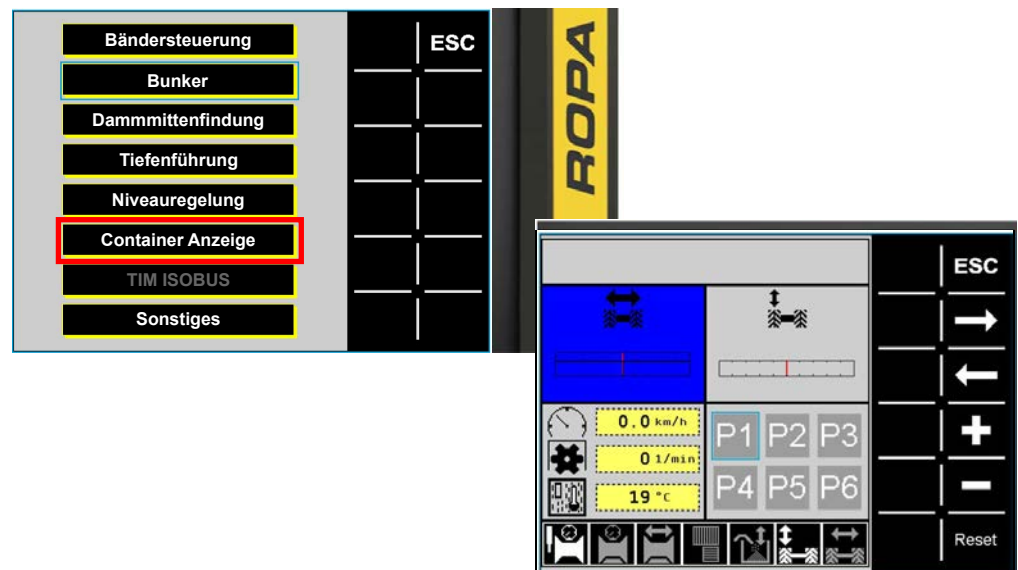 Bändersteuerung
ESC
Bunker
Dammmittenfindung
Tiefenführung
Niveauregelung
Container Anzeige
TIM ISOBUS
Sonstiges
ROPA
ESC
0.0 km/h
0 1/min
19 °C
P1 P2 P3
P4 P5 P6
Reset